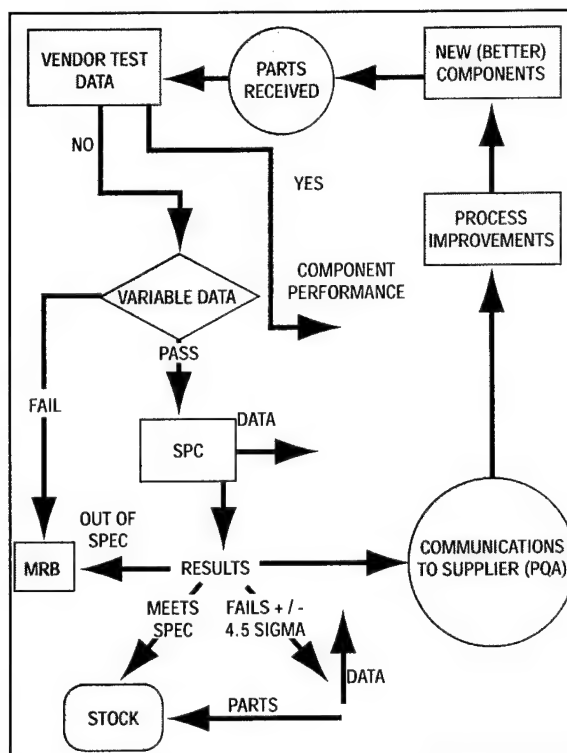 VENDOR TEST
DATA
PARTS
RECEIVED
NEW (BETTER)
COMPONENTS
NO
YES
PROCESS
IMPROVEMENTS
COMPONENT
PERFORMANCE
VARIABLE DATA
PASS
FAIL
DATA
SPC
OUT OF
SPEC
MRB
RESULTS
COMMUNICATIONS
TO SUPPLIER (PQA)
MEETS
SPEC
FAILS + / -
4.5 SIGMA
DATA
PARTS
STOCK